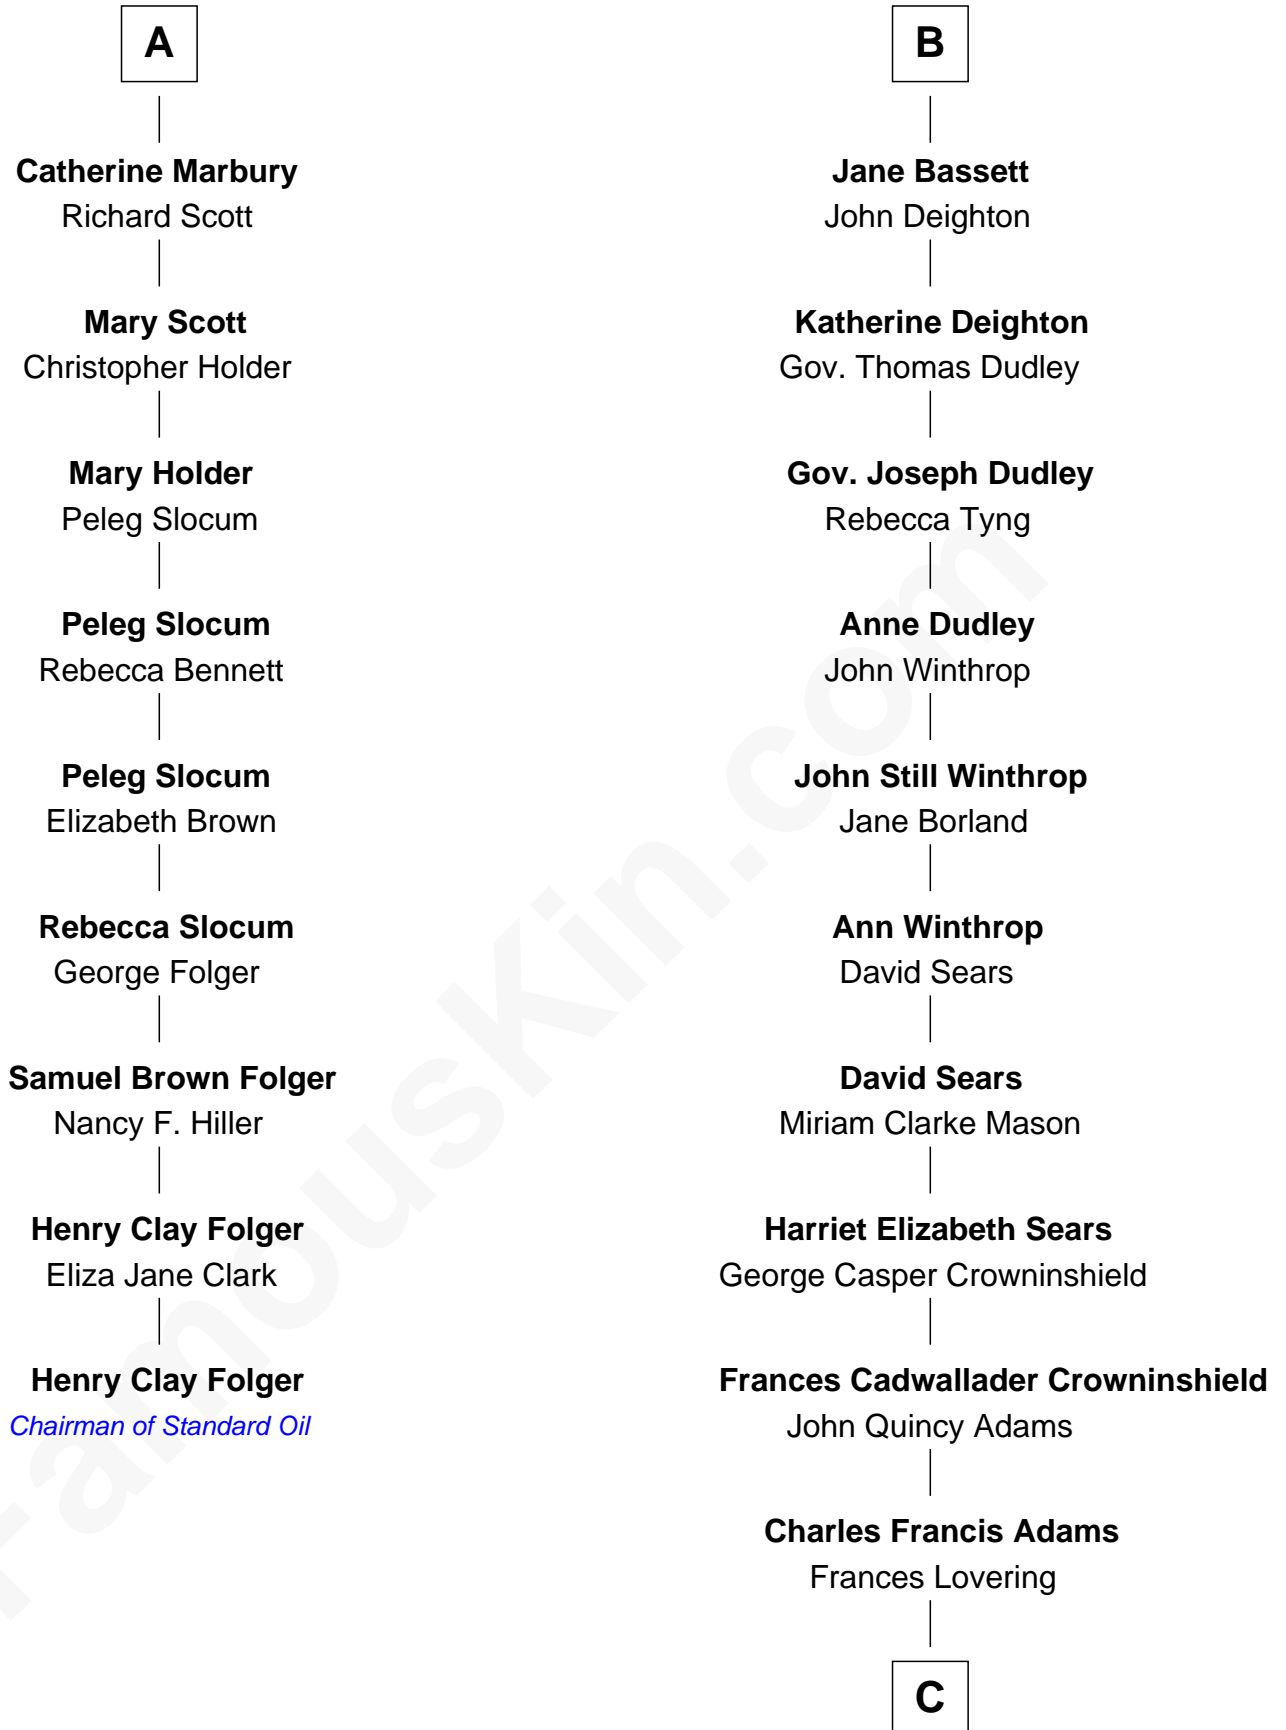 A
Catherine Marbury
Richard Scott
Mary Scott
Christopher Holder
Mary Holder
Peleg Slocum
Peleg Slocum
Rebecca Bennett
Peleg Slocum
Elizabeth Brown
Rebecca Slocum
George Folger
Samuel Brown Folger
Nancy F. Hiller
Henry Clay Folger
Eliza Jane Clark
Henry Clay Folger
Chairman of Standard Oil
B
Jane Bassett
John Deighton
Katherine Deighton
Gov. Thomas Dudley
Gov. Joseph Dudley
Rebecca Tyng
Anne Dudley
John Winthrop
John Still Winthrop
Jane Borland
Ann Winthrop
David Sears
David Sears
Miriam Clarke Mason
Harriet Elizabeth Sears
George Casper Crowninshield
Frances Cadwallader Crowninshield
John Quincy Adams
Charles Francis Adams
Frances Lovering
C
FamousKin.com